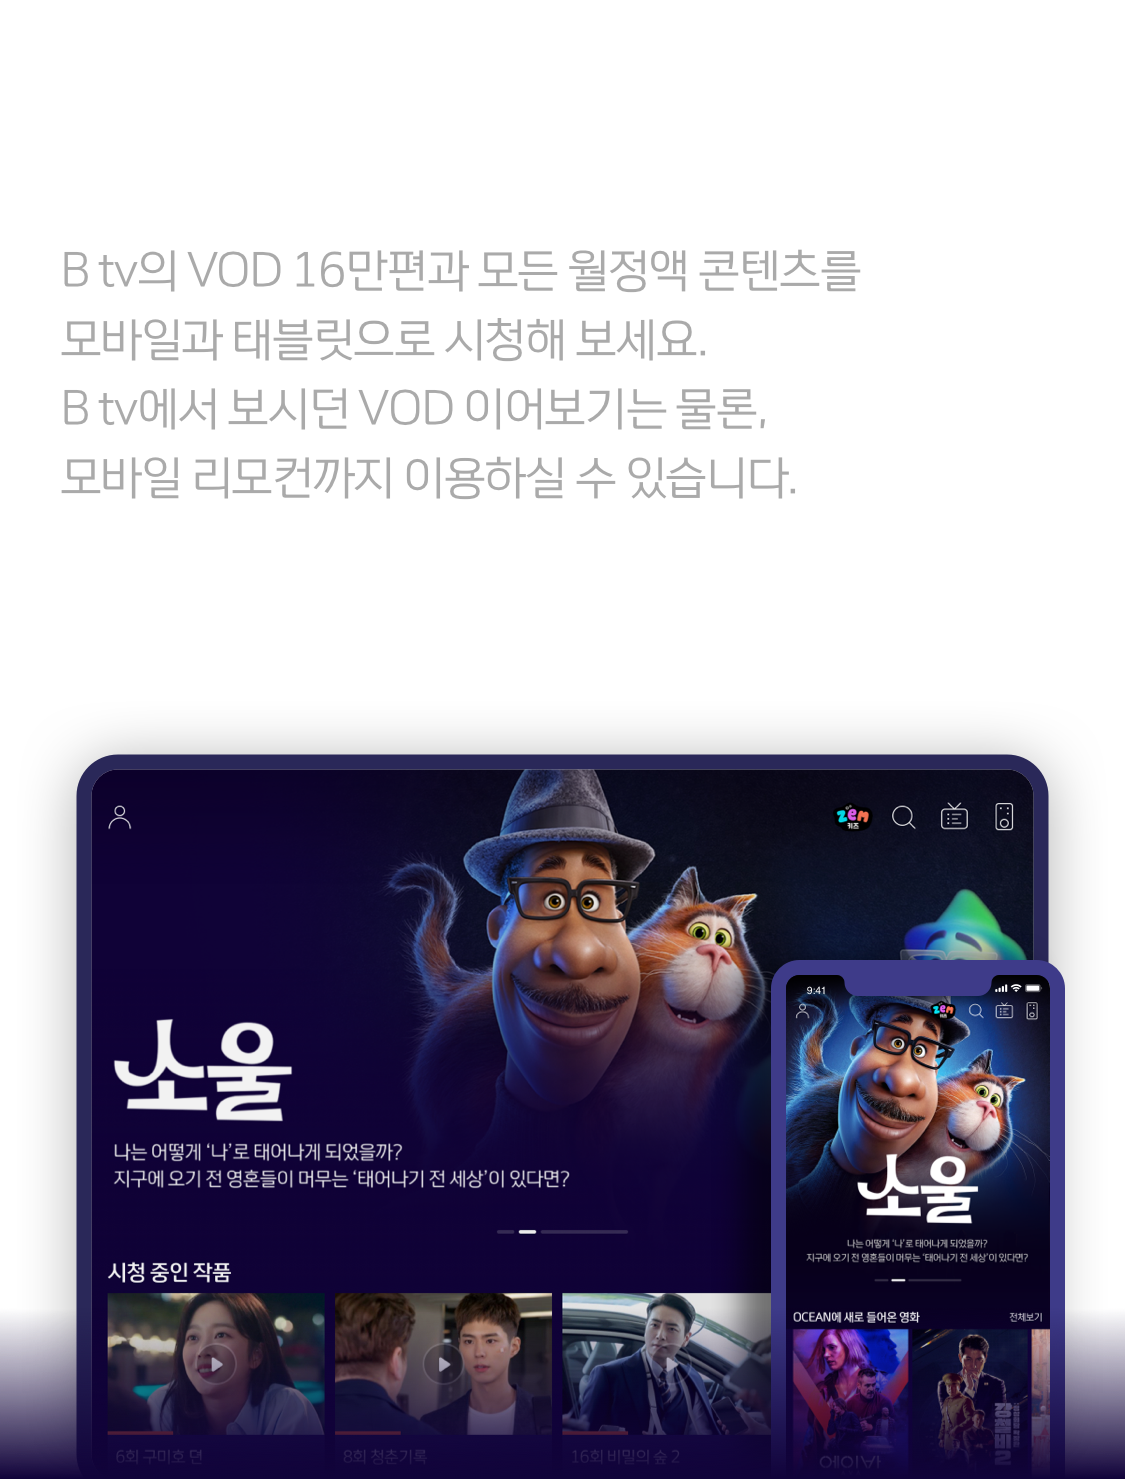 B tv의 VOD 16만편과 모든 월정액 콘텐츠를
모바일과 태블릿으로 시청해 보세요.
B tv에서 보시던 VOD 이어보기는 물론,
모바일 리모컨까지 이용하실 수 있습니다.
zem
키즈
소울
나는 어떻게 ‘나’로 태어나게 되었을까?
지구에 오기 전 영혼들이 머무는 ‘태어나기 전 세상’이 있다면?
시청 중인 작품
6회 구미호 뎐
8회 청춘기록
16회 비밀의 숲 2
9:41
zem
키즈
소울
나는 어떻게 ‘나’로 태어나게 되었을까?
지구에 오기 전 영혼들이 머무는 ‘태어나기 전 세상’이 있다면?
OCEAN에 새로 들어온 영화
전체보기
강철비2